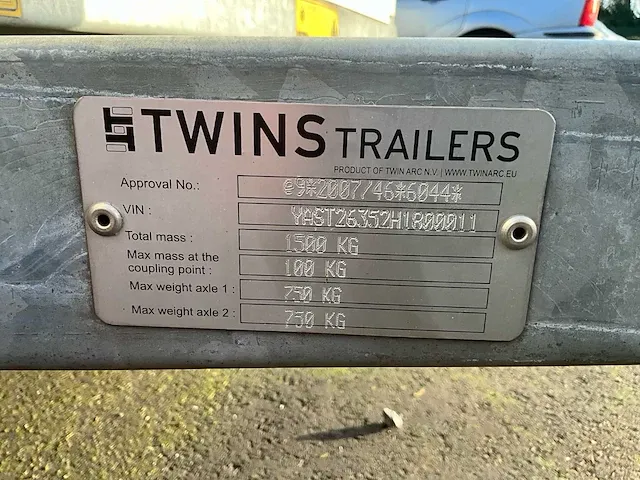 TWINS TRAILERS
PRODUCT OF TWIN ARC N.V. | WWW.TWINARC.EU
Approval No.: e9*2007/46*6044*
VIN : YAST26352H1R00011
Total mass : 1500 KG
Max mass at the
coupling point : 100 KG
Max weight axle 1 : 750 KG
Max weight axle 2 : 750 KG